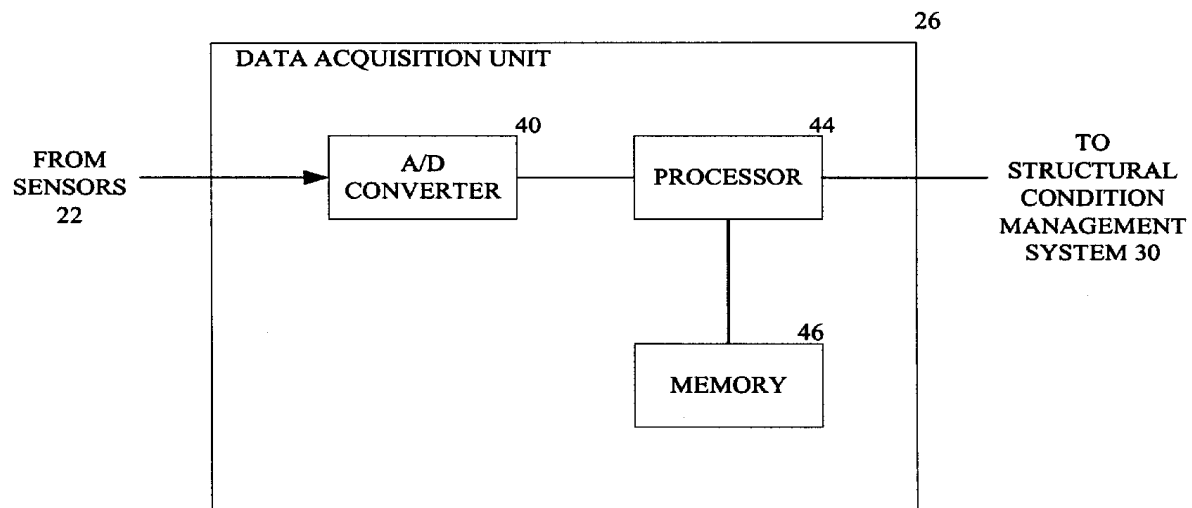 26
DATA ACQUISITION UNIT
40
44
FROM
SENSORS
22
A/D
CONVERTER
PROCESSOR
TO
STRUCTURAL
CONDITION
MANAGEMENT
SYSTEM 30
46
MEMORY